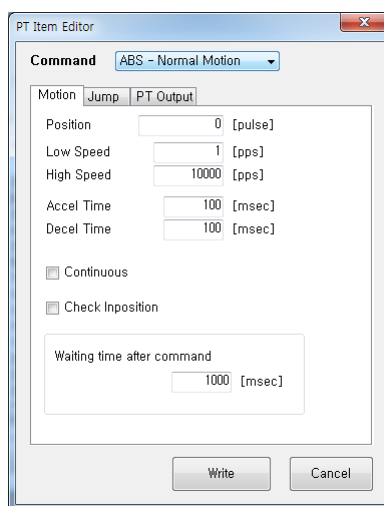 PT Item Editor
Command ABS - Normal Motion
Motion Jump PT Output
Position 0 [pulse]
Low Speed 1 [pps]
High Speed 10000 [pps]
Accel Time 100 [msec]
Decel Time 100 [msec]
Continuous
Check Inposition
Waiting time after command
1000 [msec]
Write Cancel